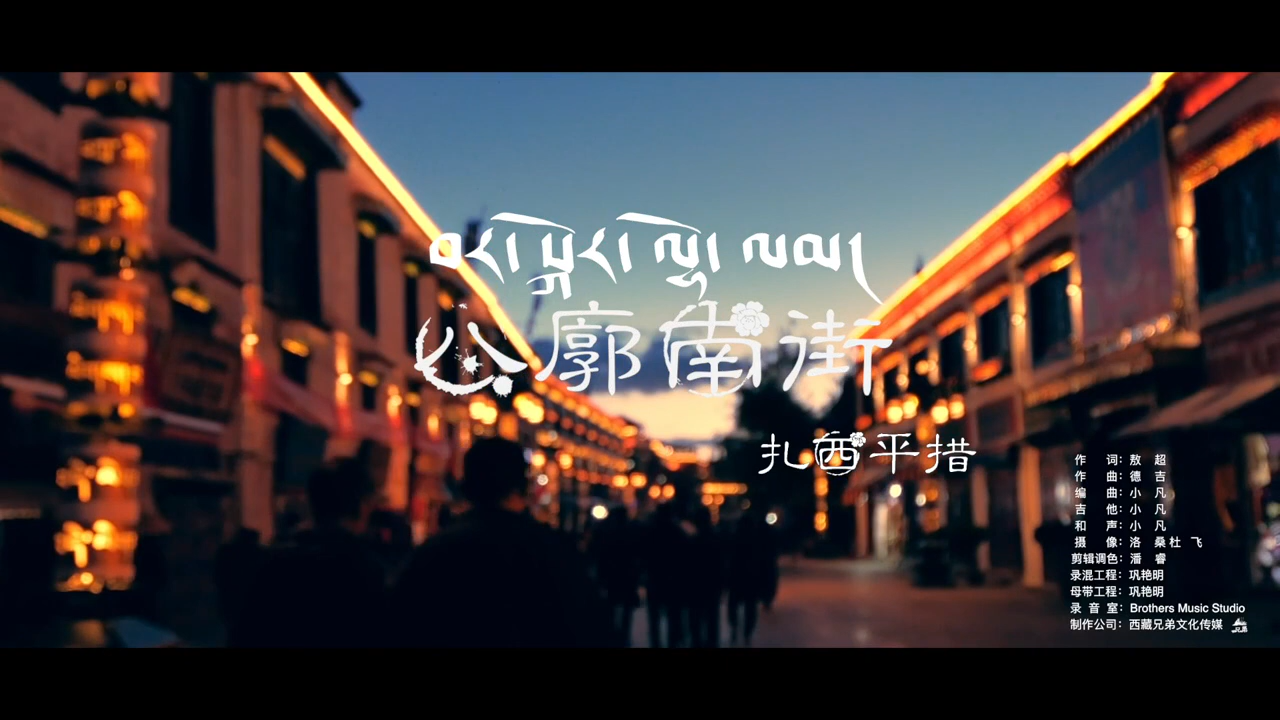 བར་སྐོར་ལྷོ་ལམ།
八廓南街
扎西平措
作 词：敖 超
作 曲：德 吉
编 曲：小 凡
吉 他：小 凡
和 声：小 凡
摄 像：洛 桑 杜 飞
剪辑调色：潘 睿
录混工程：巩艳明
母带工程：巩艳明
录 音 室：Brothers Music Studio
制作公司：西藏兄弟文化传媒